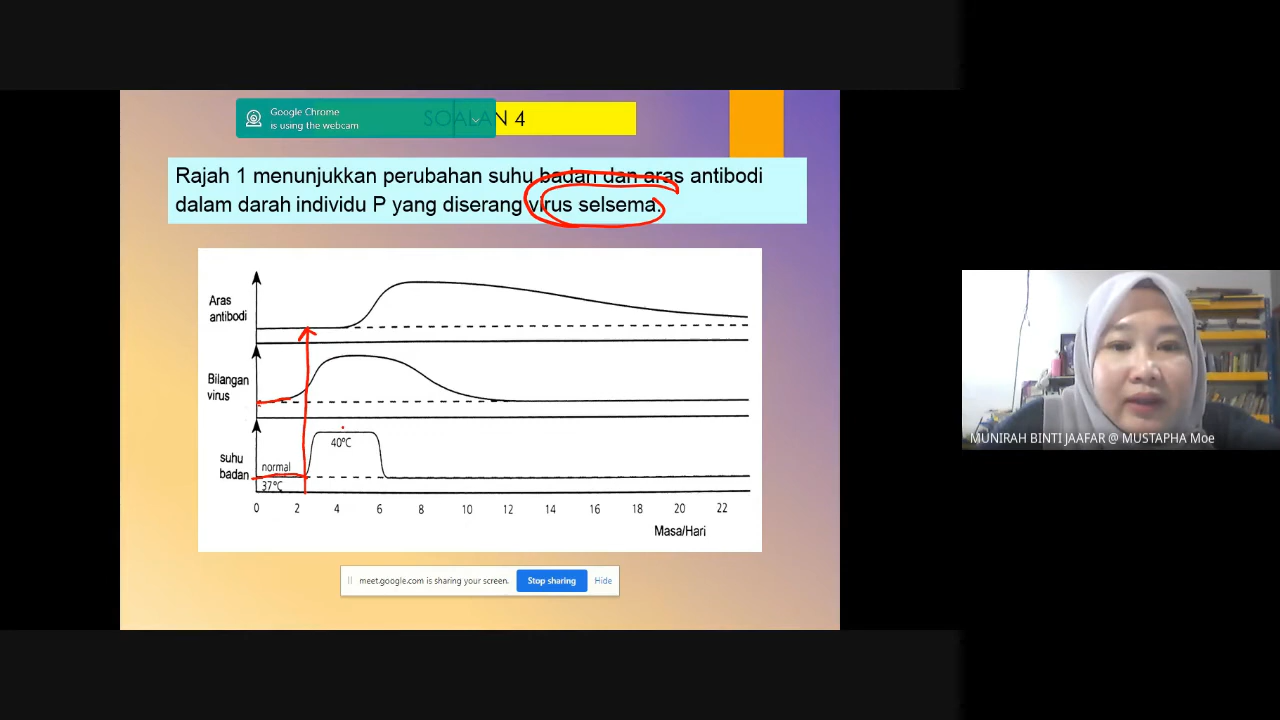 Google Chrome
is using the webcam
SOALAN 4
Rajah 1 menunjukkan perubahan suhu badan dan aras antibodi
dalam darah individu P yang diserang virus selsema.
Aras
antibodi
Bilangan
virus
suhu
badan
normal
37°C
40°C
0 2 4 6 8 10 12 14 16 18 20 22
Masa/Hari
meet.google.com is sharing your screen. Stop sharing Hide
MUNIRAH BINTI JAAFAR @ MUSTAPHA Moe